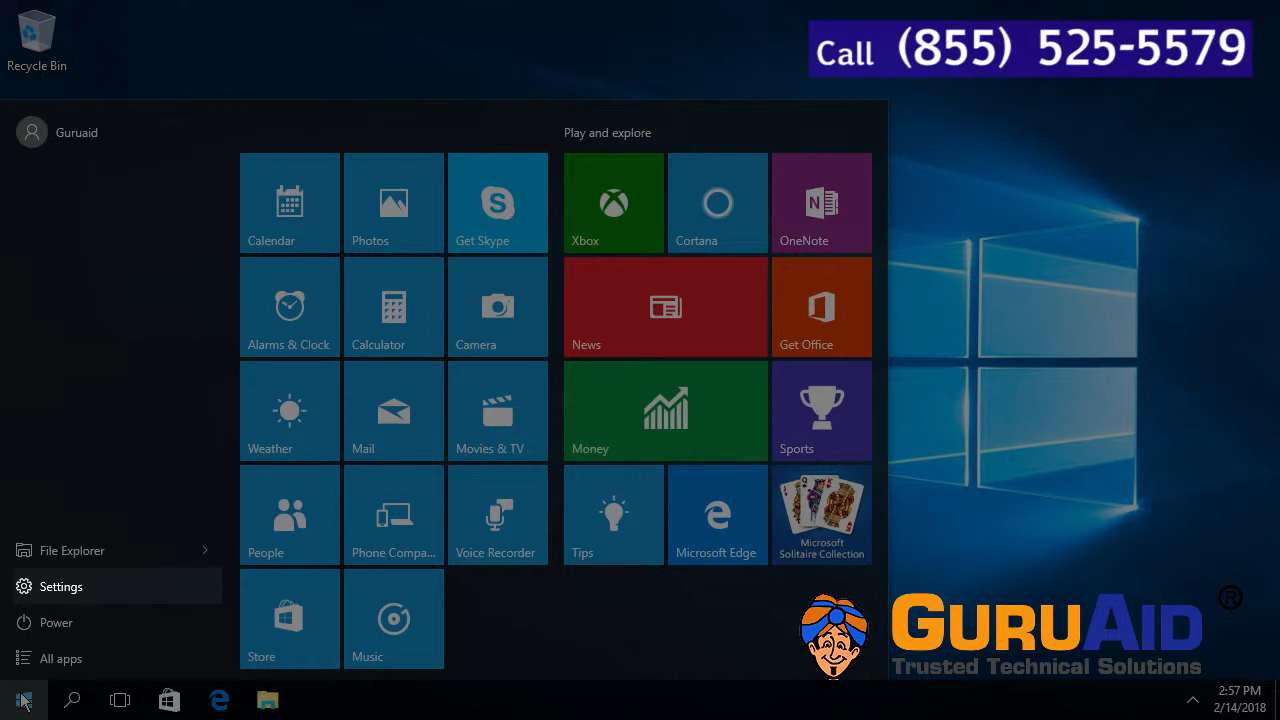 Recycle Bin
Call (855) 525-5579
Guruaid
Play and explore
Calendar
Photos
Get Skype
Xbox
Cortana
OneNote
Alarms & Clock
Calculator
Camera
News
Get Office
Weather
Mail
Movies & TV
Money
Sports
People
Phone Compa...
Voice Recorder
Tips
Microsoft Edge
Microsoft
Solitaire Collection
Store
Music
File Explorer
Settings
Power
All apps
GURUAID ®
Trusted Technical Solutions
2:57 PM
2/14/2018